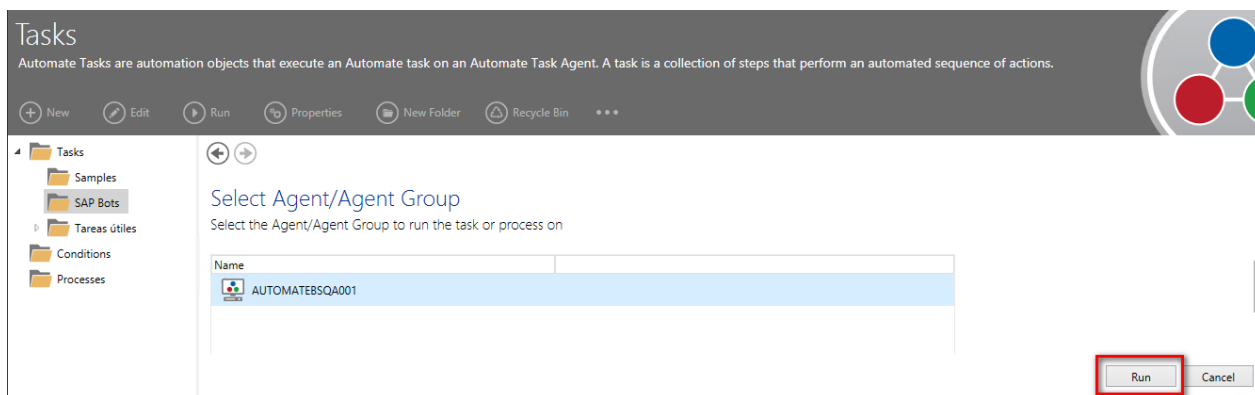 Tasks
Automate Tasks are automation objects that execute an Automate task on an Automate Task Agent. A task is a collection of steps that perform an automated sequence of actions.
New Edit Run Properties New Folder Recycle Bin •••
Tasks
Samples
SAP Bots
Tareas útiles
Conditions
Processes
Select Agent/Agent Group
Select the Agent/Agent Group to run the task or process on
Name
AUTOMATEBSQA001
Run Cancel